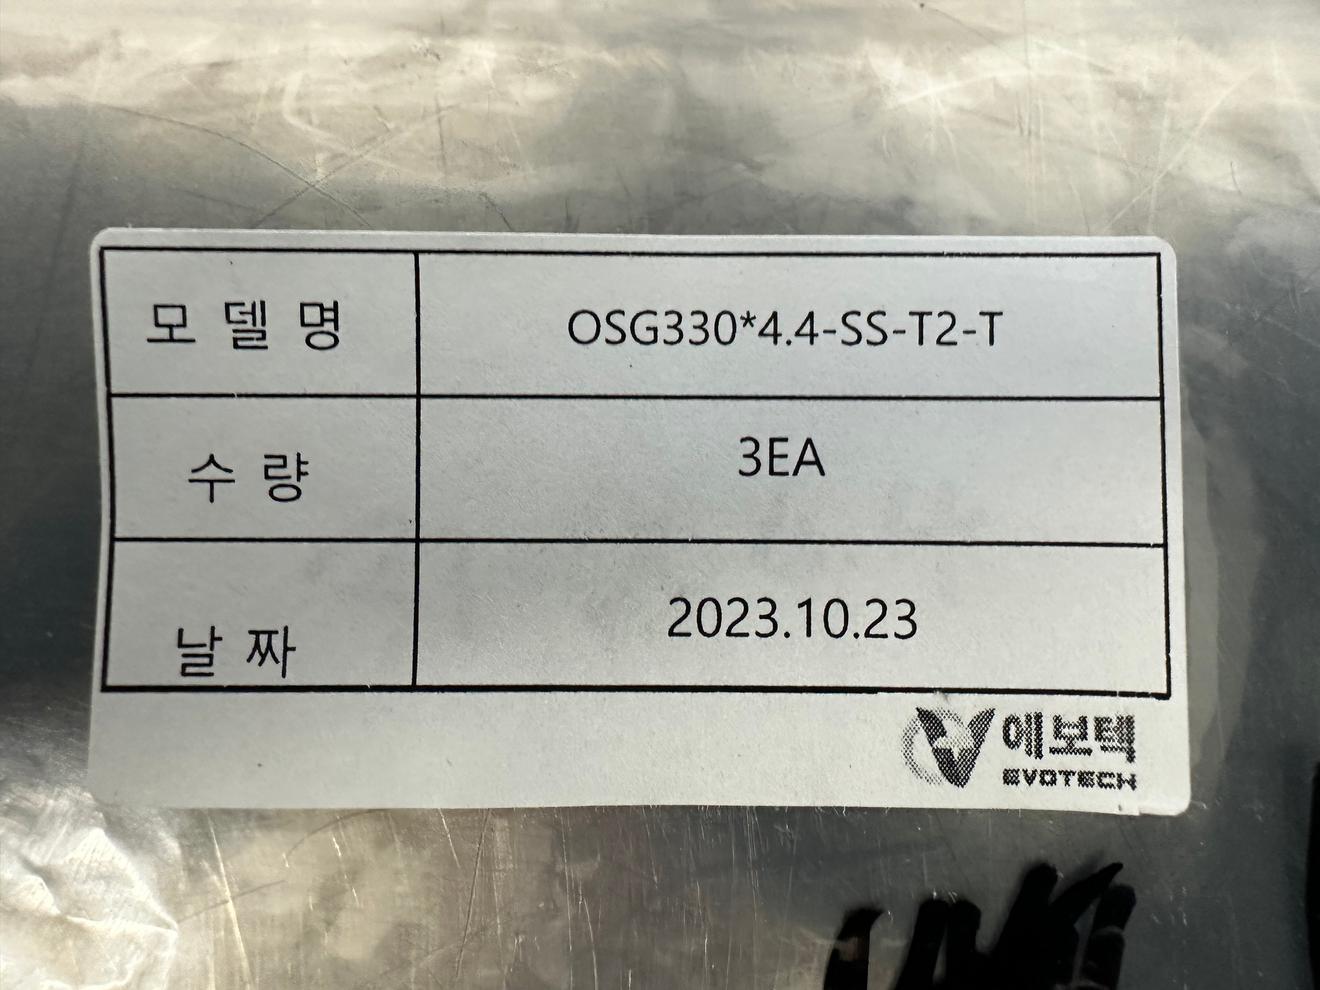 모 델 명 OSG330*4.4-SS-T2-T
수 량 3EA
날 짜 2023.10.23
에보텍
EVOTECH